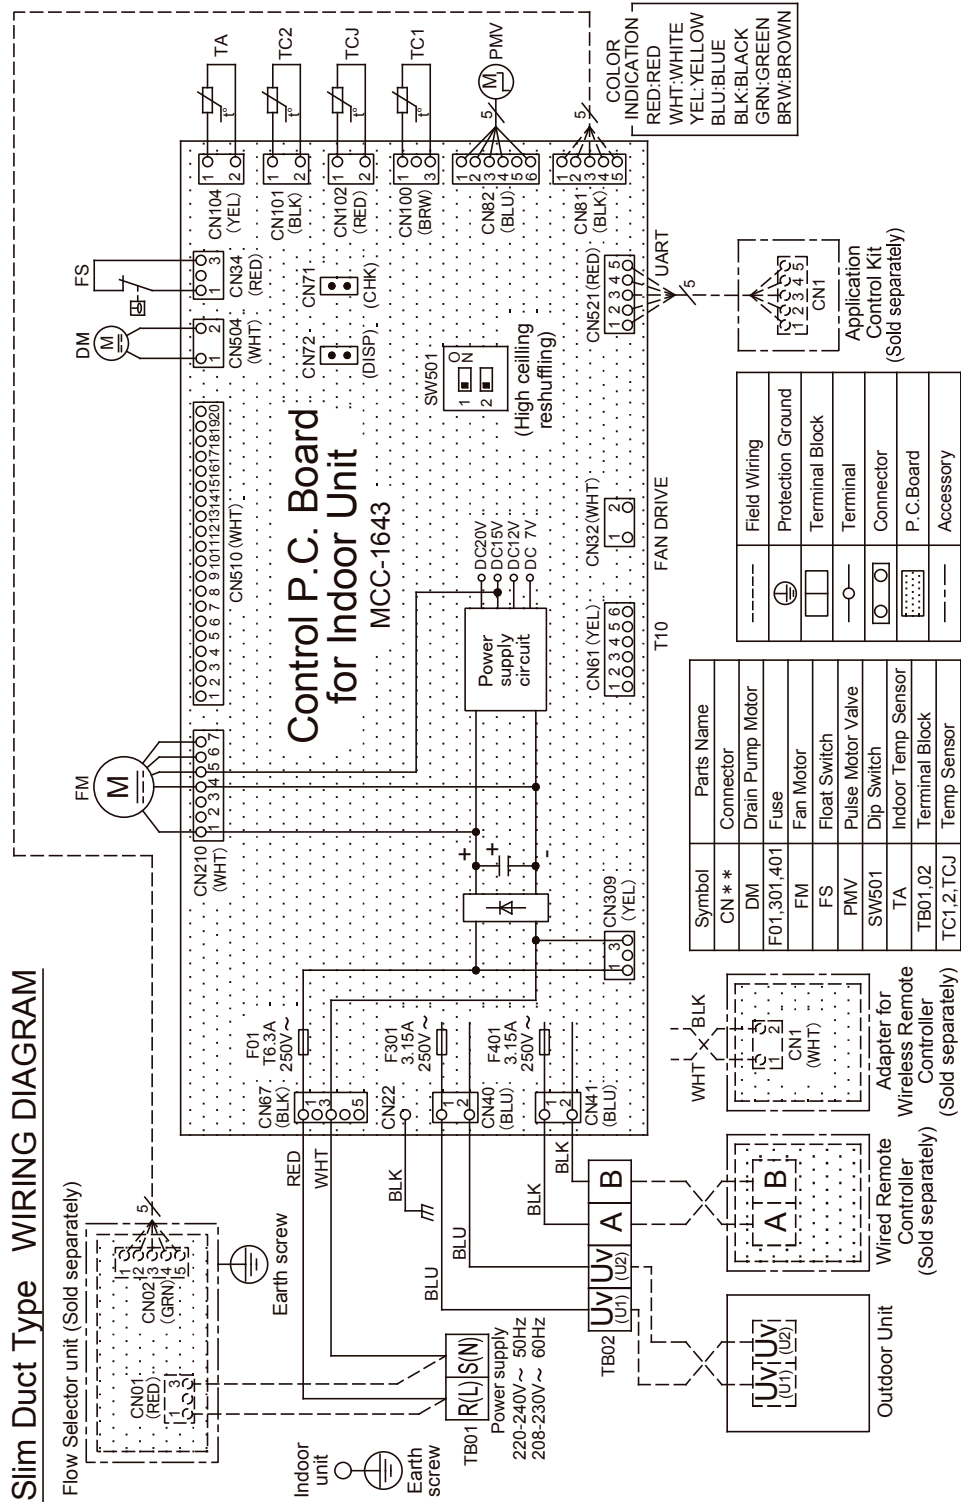 Slim Duct Type   WIRING DIAGRAM
Flow Selector unit (Sold separately)
CN01
(RED)
1 3
CN02
(GRN)
1 2 3 4 5
5
Earth screw
Indoor
unit
Earth
screw
TB01
R(L) S(N)
Power supply
220-240V～ 50Hz
208-230V～ 60Hz
RED
WHT
BLK
BLU
BLU
BLK
BLK
TB02
Uv (U1) Uv (U2) A B
Uv (U1) Uv (U2)
Outdoor Unit
A B
Wired Remote
Controller
(Sold separately)
WHT
BLK
1 2
CN1
(WHT)
Adapter for
Wireless Remote
Controller
(Sold separately)
CN67
(BLK)
1 3 5
CN22
CN40
(BLU)
1 2
CN41
(BLU)
1 2
F01
T6.3A
250V～
F301
3.15A
250V～
F401
3.15A
250V～
CN309
(YEL)
1 3
+
+
-
FM
M
CN210
(WHT)
1 2 3 4 5 6 7
1 2 3 4 5 6 7 8 9 10 11 12 13 14 15 16 17 18 19 20
CN510 (WHT)
Control P.C. Board
for Indoor Unit
MCC-1643
Power
supply
circuit
DC20V
DC15V
DC12V
DC 7V
CN61 (YEL)
1 2 3 4 5 6
T10
CN32 (WHT)
1 2
FAN DRIVE
DM
M
1 2
CN504
(WHT)
FS
1 3
CN34
(RED)
CN72
(DISP)
CN71
(CHK)
SW501
1 2
ON
(High ceilling
reshuffling)
CN521 (RED)
1 2 3 4 5
UART
5
1 2 3 4 5
CN1
Application
Control Kit
(Sold separately)
CN104
(YEL)
1 2
t°
TA
CN101
(BLK)
1 2
t°
TC2
CN102
(RED)
1 2
t°
TCJ
CN100
(BRW)
1 3
t°
TC1
CN82
(BLU)
1 2 3 4 5 6
5
M
PMV
CN81
(BLK)
1 2 3 4 5
5
COLOR
INDICATION
RED:RED
WHT:WHITE
YEL:YELLOW
BLU:BLUE
BLK:BLACK
GRN:GREEN
BRW:BROWN
Symbol Parts Name
CN＊＊ Connector
DM Drain Pump Motor
F01,301,401 Fuse
FM Fan Motor
FS Float Switch
PMV Pulse Motor Valve
SW501 Dip Switch
TA Indoor Temp Sensor
TB01,02 Terminal Block
TC1,2,TCJ Temp Sensor
Field Wiring
Protection Ground
Terminal Block
Terminal
Connector
P.C.Board
Accessory